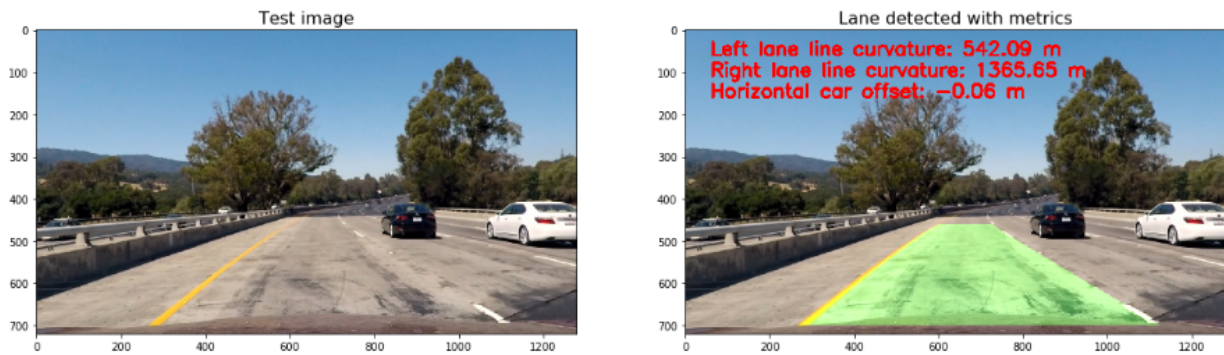 Test image
Lane detected with metrics
0
100
200
300
400
500
600
700
0 200 400 600 800 1000 1200
0
100
200
300
400
500
600
700
Left lane line curvature: 542.09 m
Right lane line curvature: 1365.65 m
Horizontal car offset: -0.06 m
0 200 400 600 800 1000 1200